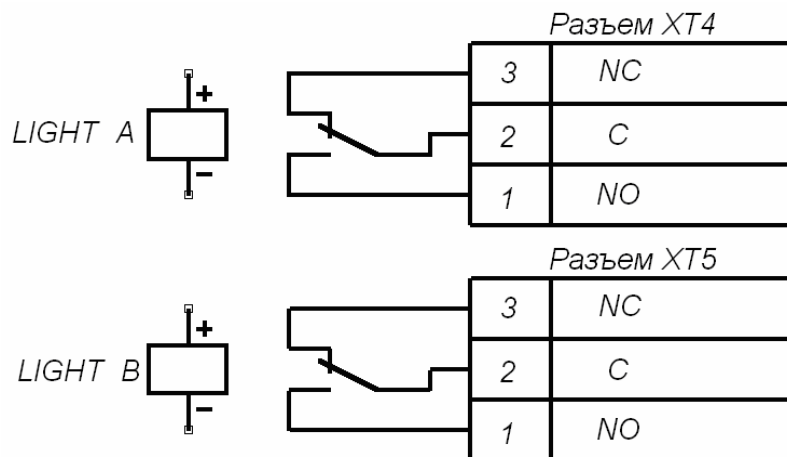 Разъем XT4
3 NC
+
LIGHT A
2 C
−
1 NO
Разъем XT5
3 NC
+
LIGHT B
2 C
−
1 NO